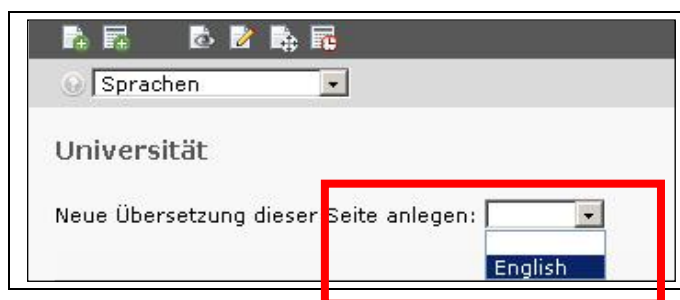 Sprachen
Universität
Neue Übersetzung dieser Seite anlegen:
English